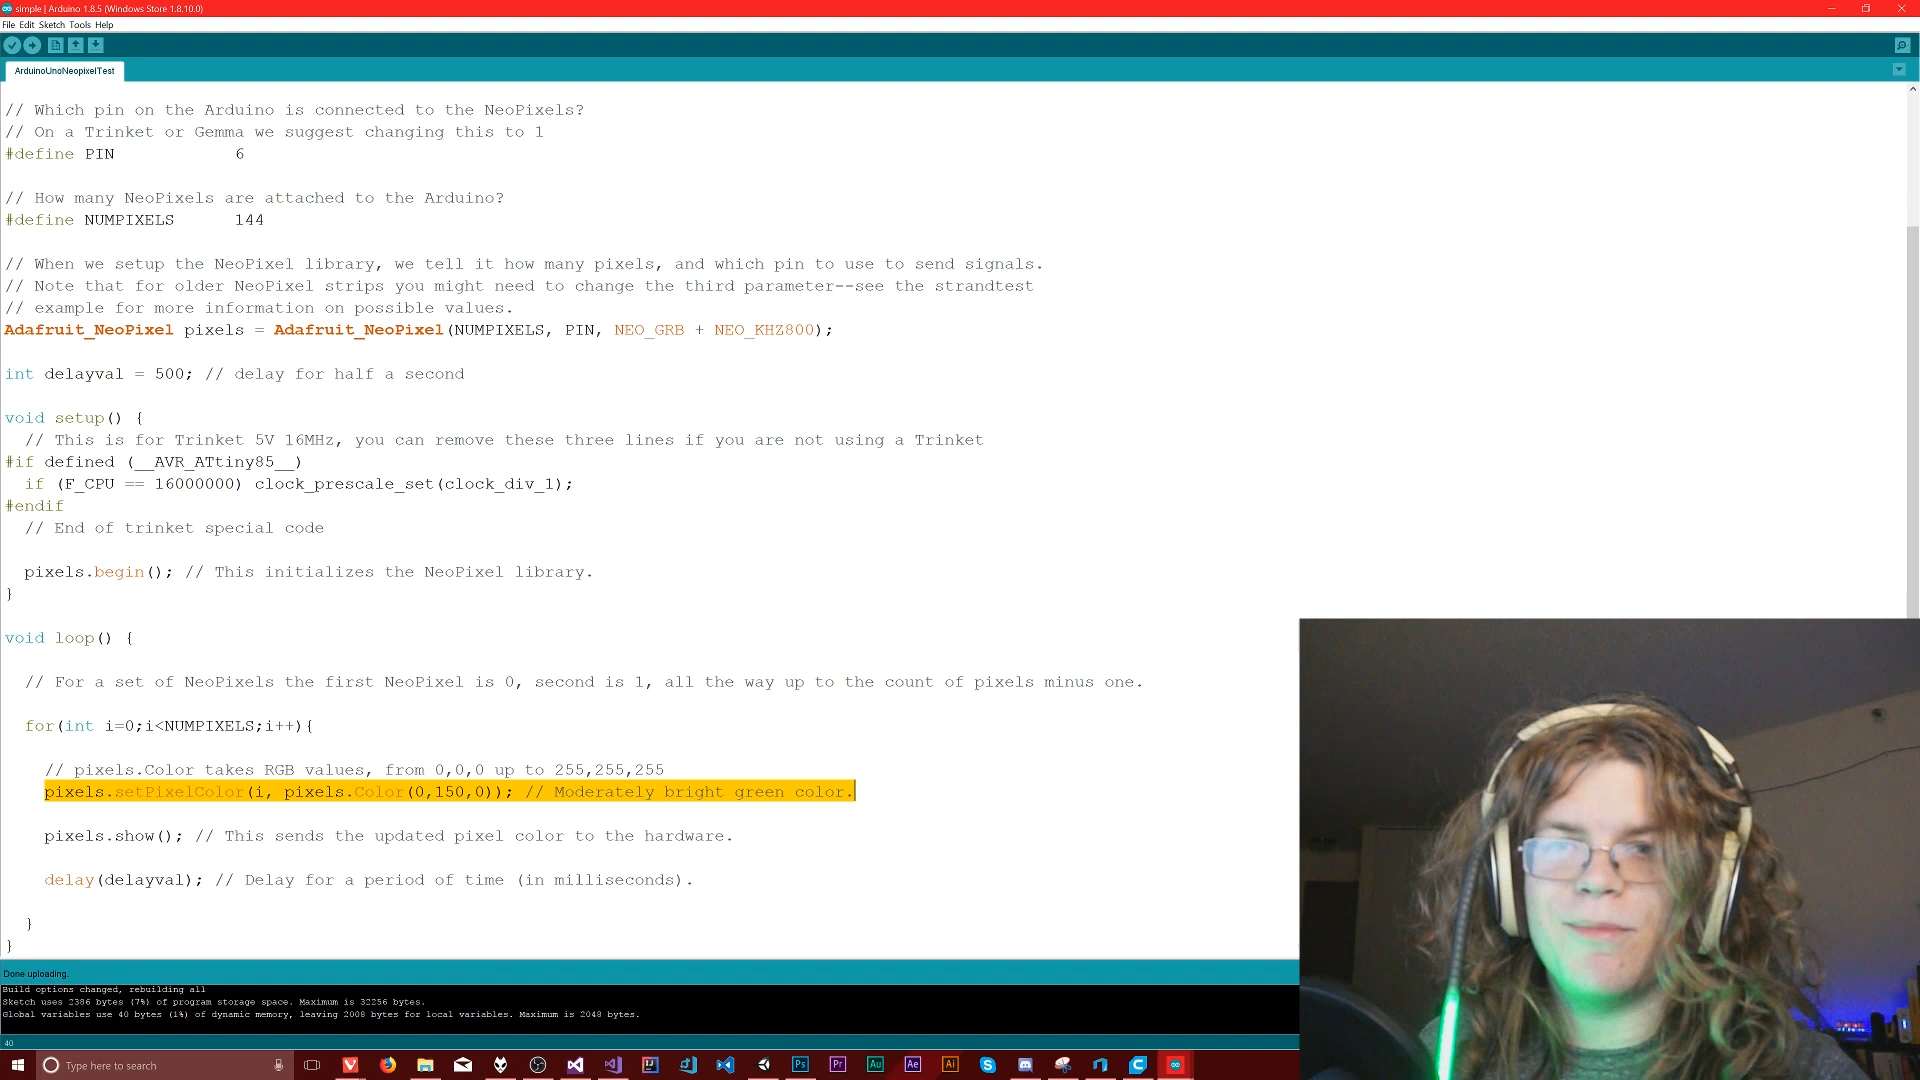 simple | Arduino 1.8.5 (Windows Store 1.8.10.0)
File Edit Sketch Tools Help
ArduinoUnoNeopixelTest
// Which pin on the Arduino is connected to the NeoPixels?
// On a Trinket or Gemma we suggest changing this to 1
#define PIN            6
// How many NeoPixels are attached to the Arduino?
#define NUMPIXELS      144
// When we setup the NeoPixel library, we tell it how many pixels, and which pin to use to send signals.
// Note that for older NeoPixel strips you might need to change the third parameter--see the strandtest
// example for more information on possible values.
Adafruit_NeoPixel pixels = Adafruit_NeoPixel(NUMPIXELS, PIN, NEO_GRB + NEO_KHZ800);
int delayval = 500; // delay for half a second
void setup() {
  // This is for Trinket 5V 16MHz, you can remove these three lines if you are not using a Trinket
#if defined (__AVR_ATtiny85__)
  if (F_CPU == 16000000) clock_prescale_set(clock_div_1);
#endif
  // End of trinket special code
  pixels.begin(); // This initializes the NeoPixel library.
}
void loop() {
  // For a set of NeoPixels the first NeoPixel is 0, second is 1, all the way up to the count of pixels minus one.
  for(int i=0;i<NUMPIXELS;i++){
    // pixels.Color takes RGB values, from 0,0,0 up to 255,255,255
    pixels.setPixelColor(i, pixels.Color(0,150,0)); // Moderately bright green color.
    pixels.show(); // This sends the updated pixel color to the hardware.
    delay(delayval); // Delay for a period of time (in milliseconds).
  }
}
Done uploading.
Build options changed, rebuilding all
Sketch uses 2386 bytes (7%) of program storage space. Maximum is 32256 bytes.
Global variables use 40 bytes (1%) of dynamic memory, leaving 2008 bytes for local variables. Maximum is 2048 bytes.
40
Type here to search
IJ
Ps
Pr
Au
Ae
Ai